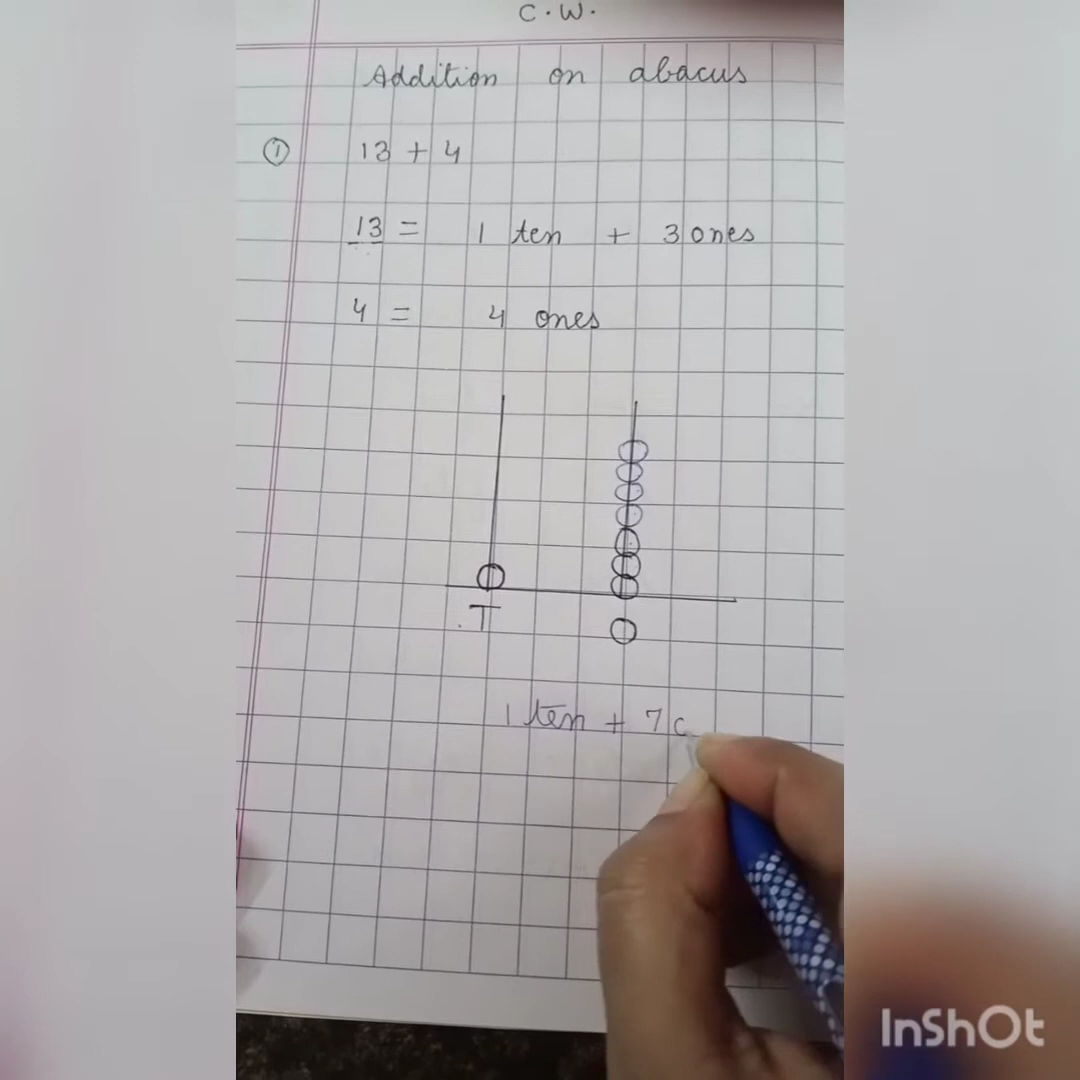 C.W.
Addition on abacus
① 13 + 4
13 = 1 ten + 3 ones
4 = 4 ones
T O
1 ten + 7
InShOt